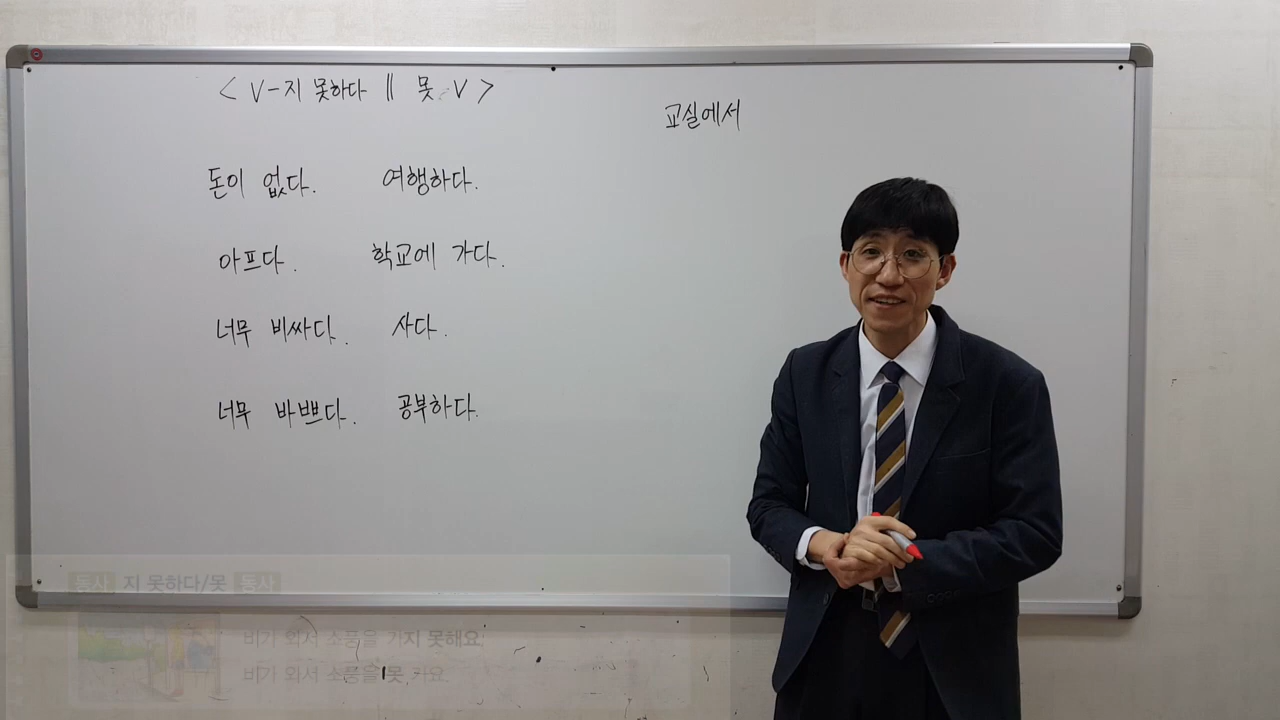 < V-지 못하다 || 못 V >
교실에서
돈이 없다. 여행하다.
아프다. 학교에 가다.
너무 비싸다. 사다.
너무 바쁘다. 공부하다.
동사 지 못하다/못 동사
비가 와서 소풍을 가지 못해요.
비가 와서 소풍을 못 가요.